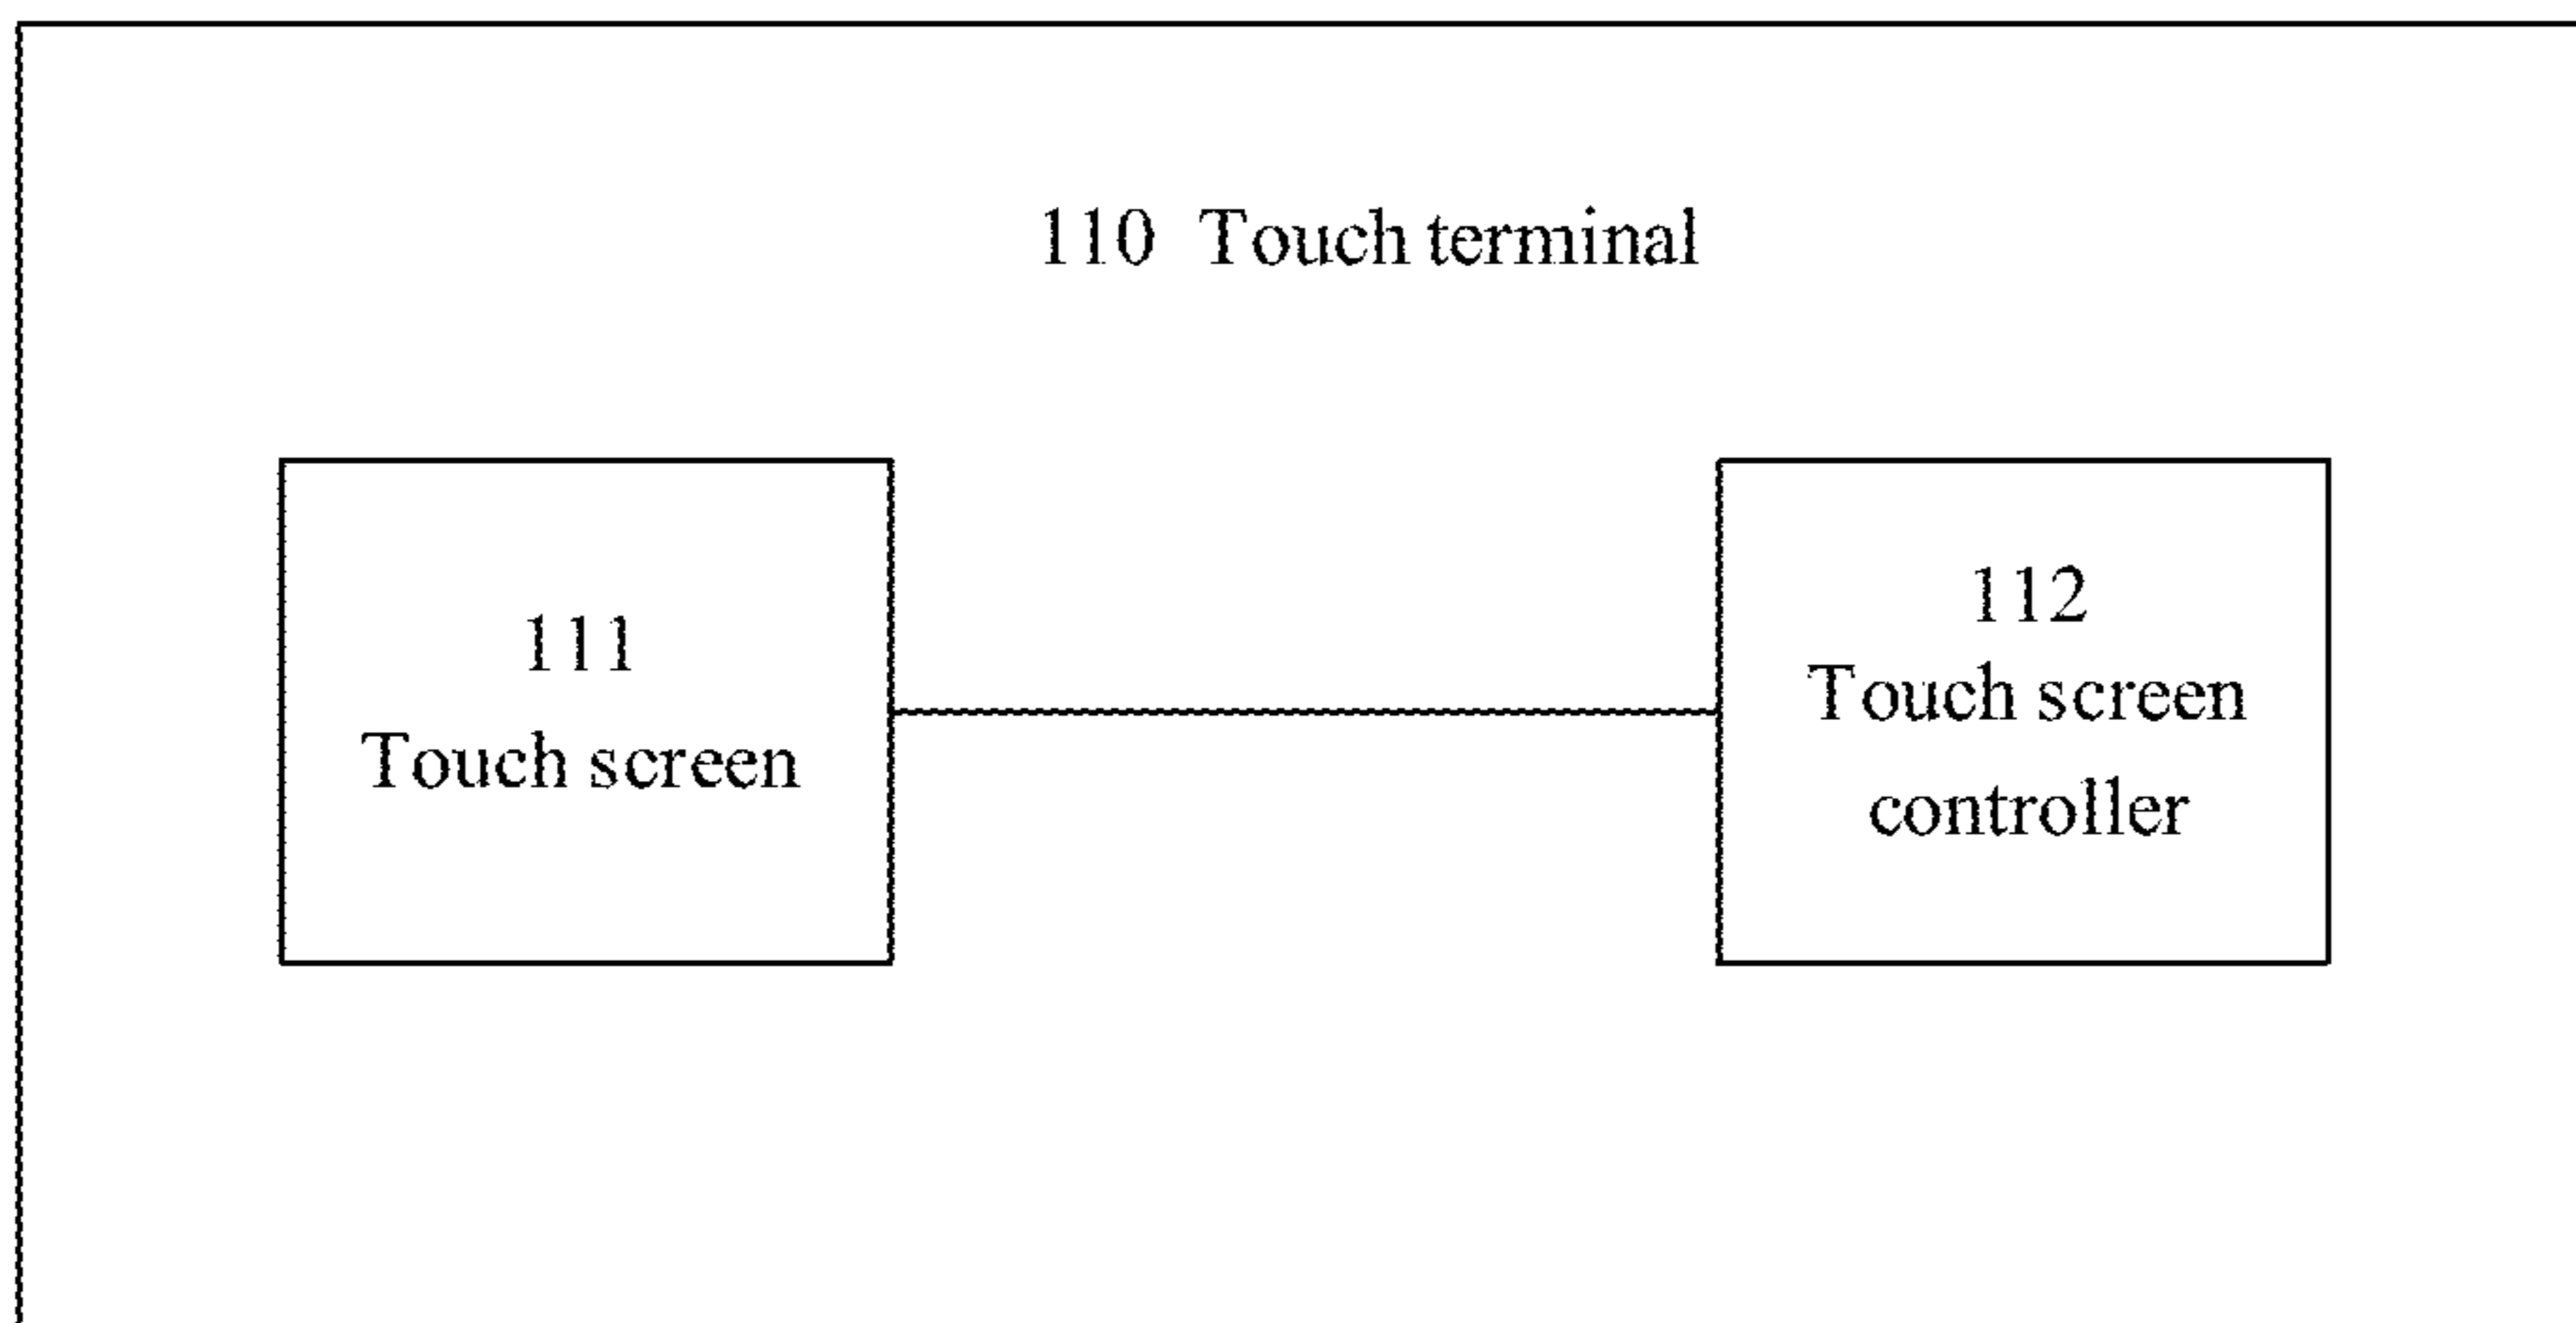 110 Touch terminal
111
Touch screen
112
Touch screen
controller